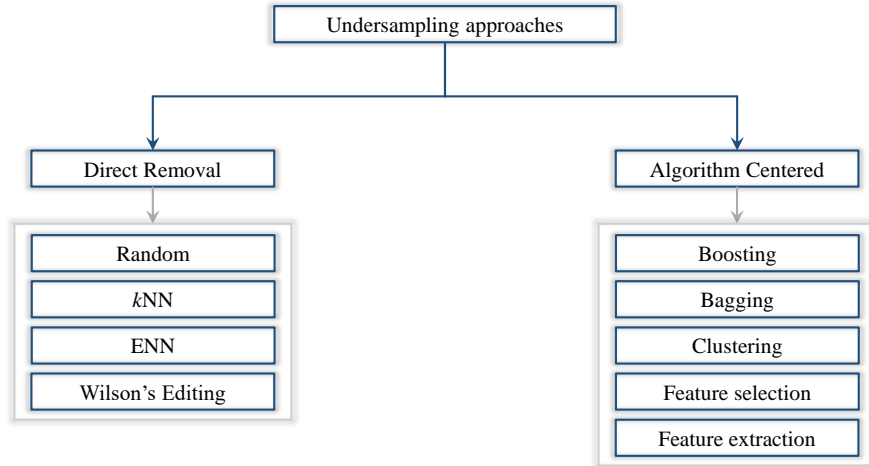 Undersampling approaches
Direct Removal
Algorithm Centered
Random
kNN
ENN
Wilson’s Editing
Boosting
Bagging
Clustering
Feature selection
Feature extraction